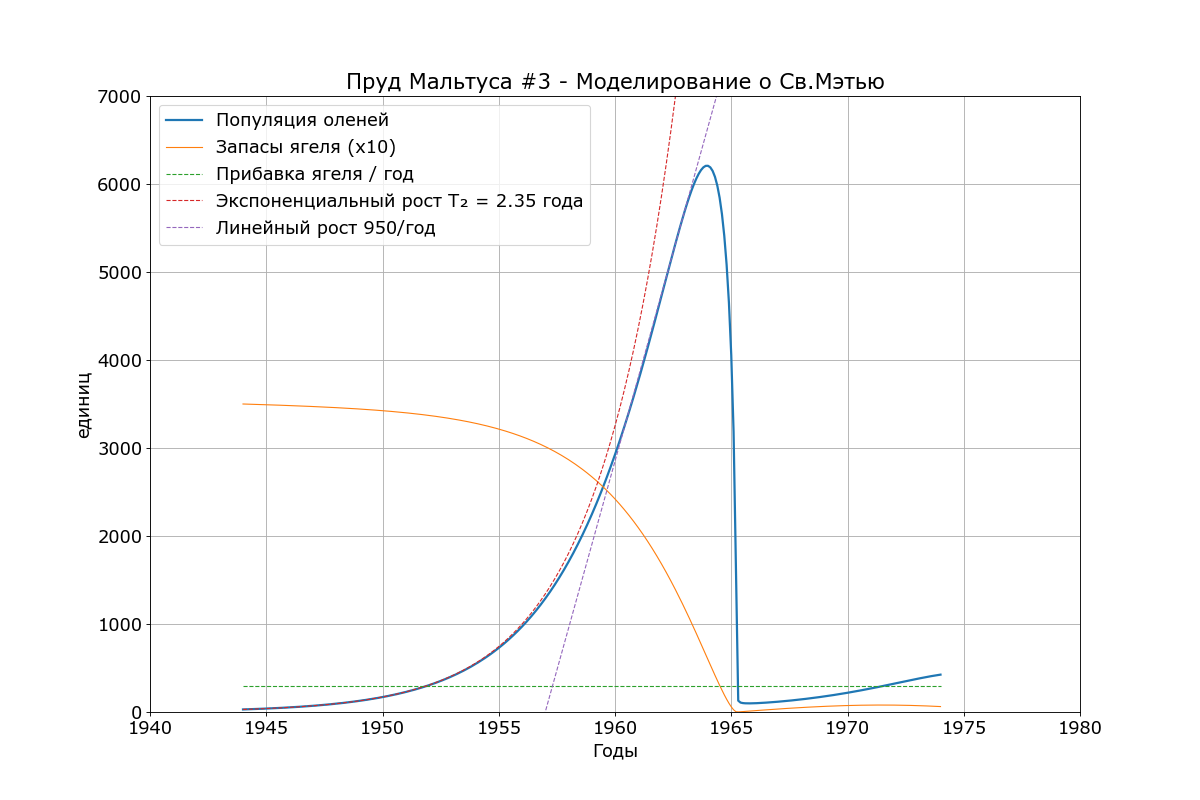 Пруд Мальтуса #3 - Моделирование о Св.Мэтью
7000
6000
5000
4000
3000
2000
1000
0
единиц
Популяция оленей
Запасы ягеля (x10)
Прибавка ягеля / год
Экспоненциальный рост T₂ = 2.35 года
Линейный рост 950/год
1940 1945 1950 1955 1960 1965 1970 1975 1980
Годы